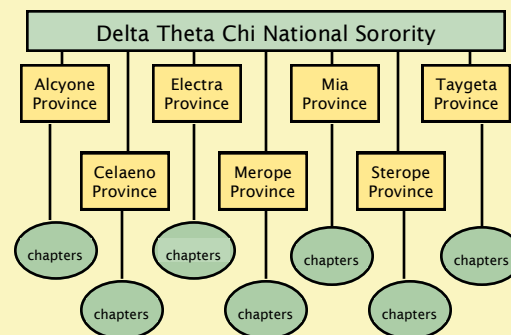 Delta Theta Chi National Sorority
Alcyone
Province
Electra
Province
Mia
Province
Taygeta
Province
Celaeno
Province
Merope
Province
Sterope
Province
chapters
chapters
chapters
chapters
chapters
chapters
chapters